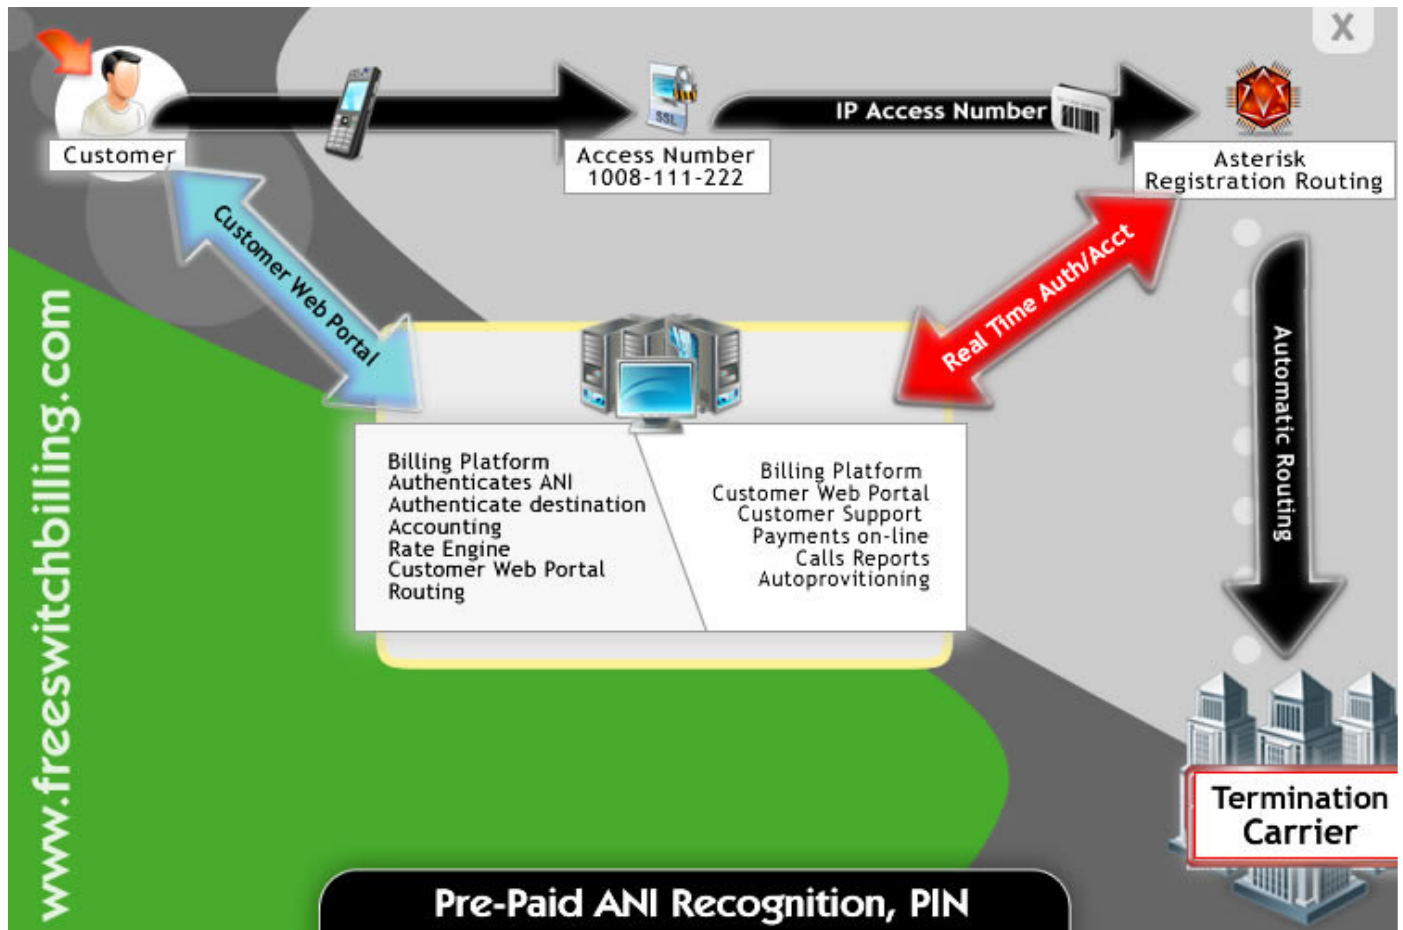 X
Customer
SSL
Access Number
1008-111-222
IP Access Number
Asterisk
Registration Routing
Customer Web Portal
Real Time Auth/Acct
Automatic Routing
Billing Platform
Authenticates ANI
Authenticate destination
Accounting
Rate Engine
Customer Web Portal
Routing
Billing Platform
Customer Web Portal
Customer Support
Payments on-line
Calls Reports
Autoprovitioning
Termination
Carrier
www.freeswitchbilling.com
Pre-Paid ANI Recognition, PIN